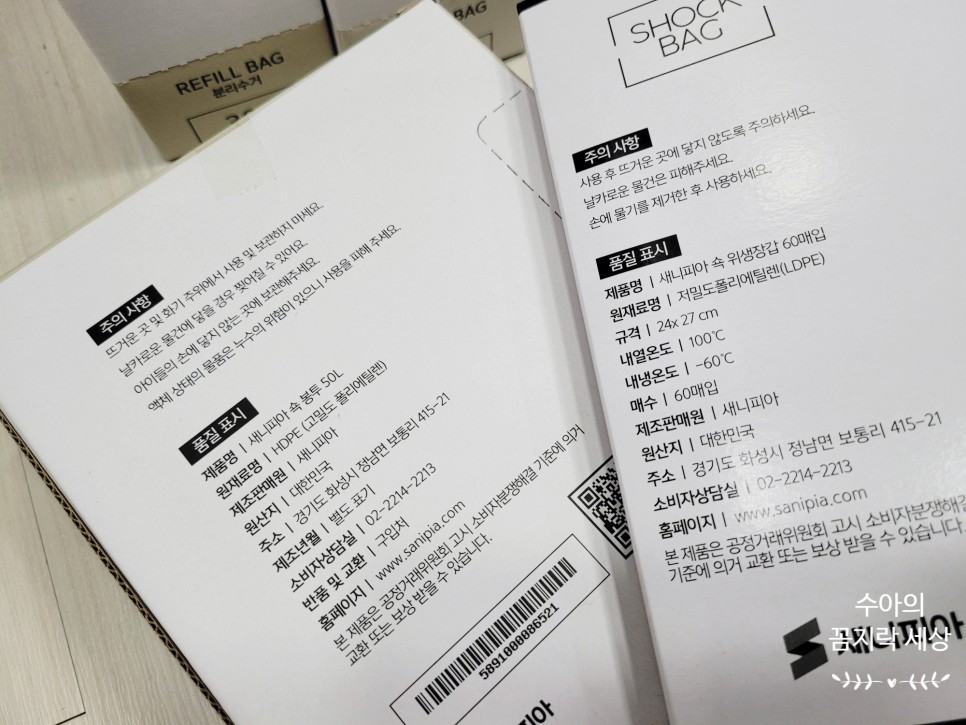 REFILL BAG
분리수거
BAG
주의 사항
뜨거운 곳 및 화기 주위에서 사용 및 보관하지 마세요.
날카로운 물건에 닿을 경우 찢어질 수 있어요.
아이들의 손에 닿지 않는 곳에 보관해주세요.
액체 상태의 물품은 누수의 위험이 있으니 사용을 피해 주세요.
품질 표시
제품명 | 새니피아 쇽 봉투 50L
원재료명 | HDPE (고밀도 폴리에틸렌)
제조판매원 | 새니피아
원산지 | 대한민국
주소 | 경기도 화성시 정남면 보통리 415-21
제조년월 | 별도 표기
소비자상담실 | 02-2214-2213
반품 및 교환 | 구입처
홈페이지 | www.sanipia.com
본 제품은 공정거래위원회 고시 소비자분쟁해결 기준에 의거
교환 또는 보상 받을 수 있습니다.
5891080886521
SHOCK
BAG
주의 사항
사용 후 뜨거운 곳에 닿지 않도록 주의하세요.
날카로운 물건은 피해주세요.
손에 물기를 제거한 후 사용하세요.
품질 표시
제품명 | 새니피아 쇽 위생장갑 60매입
원재료명 | 저밀도폴리에틸렌(LDPE)
규격 | 24x 27 cm
내열온도 | 100℃
내냉온도 | -60℃
매수 | 60매입
제조판매원 | 새니피아
원산지 | 대한민국
주소 | 경기도 화성시 정남면 보통리 415-21
소비자상담실 | 02-2214-2213
홈페이지 | www.sanipia.com
본 제품은 공정거래위원회 고시 소비자분쟁해결
기준에 의거 교환 또는 보상 받을 수 있습니다.
새니피아
수아의
꼼지락 세상